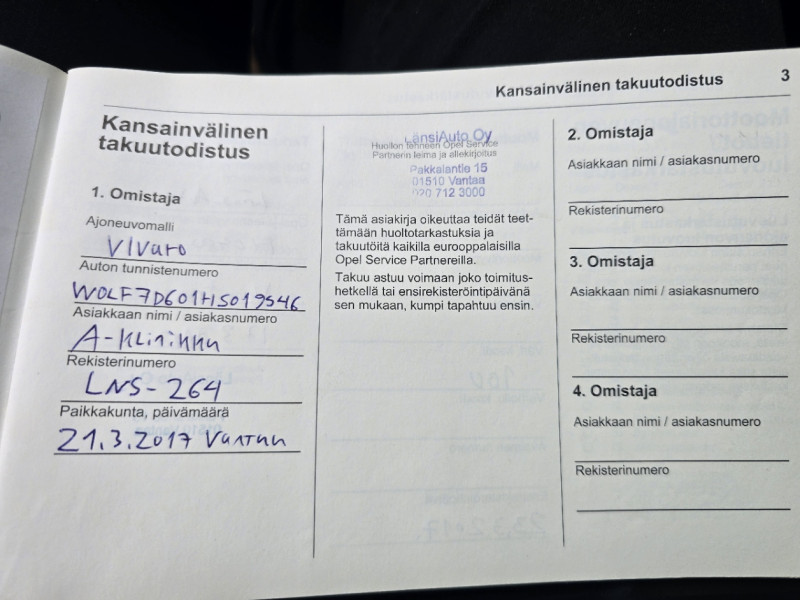 Kansainvälinen takuutodistus 3
Kansainvälinen
takuutodistus
1. Omistaja
Ajoneuvomalli
VIVaro
Auton tunnistenumero
WOLF7D601HS019546
Asiakkaan nimi / asiakasnumero
A-Klinikka
Rekisterinumero
LNS-264
Paikkakunta, päivämäärä
21.3.2017 Vantaa
LänsiAuto Oy
Huollon tehneen Opel Service
Partnerin leima ja allekirjoitus
Pakkalantie 15
01510 Vantaa
020 712 3000
Tämä asiakirja oikeuttaa teidät teet-
tämään huoltotarkastuksia ja
takuutöitä kaikilla eurooppalaisilla
Opel Service Partnereilla.
Takuu astuu voimaan joko toimitus-
hetkellä tai ensirekisteröintipäivänä
sen mukaan, kumpi tapahtuu ensin.
2. Omistaja
Asiakkaan nimi / asiakasnumero
Rekisterinumero
3. Omistaja
Asiakkaan nimi / asiakasnumero
Rekisterinumero
4. Omistaja
Asiakkaan nimi / asiakasnumero
Rekisterinumero